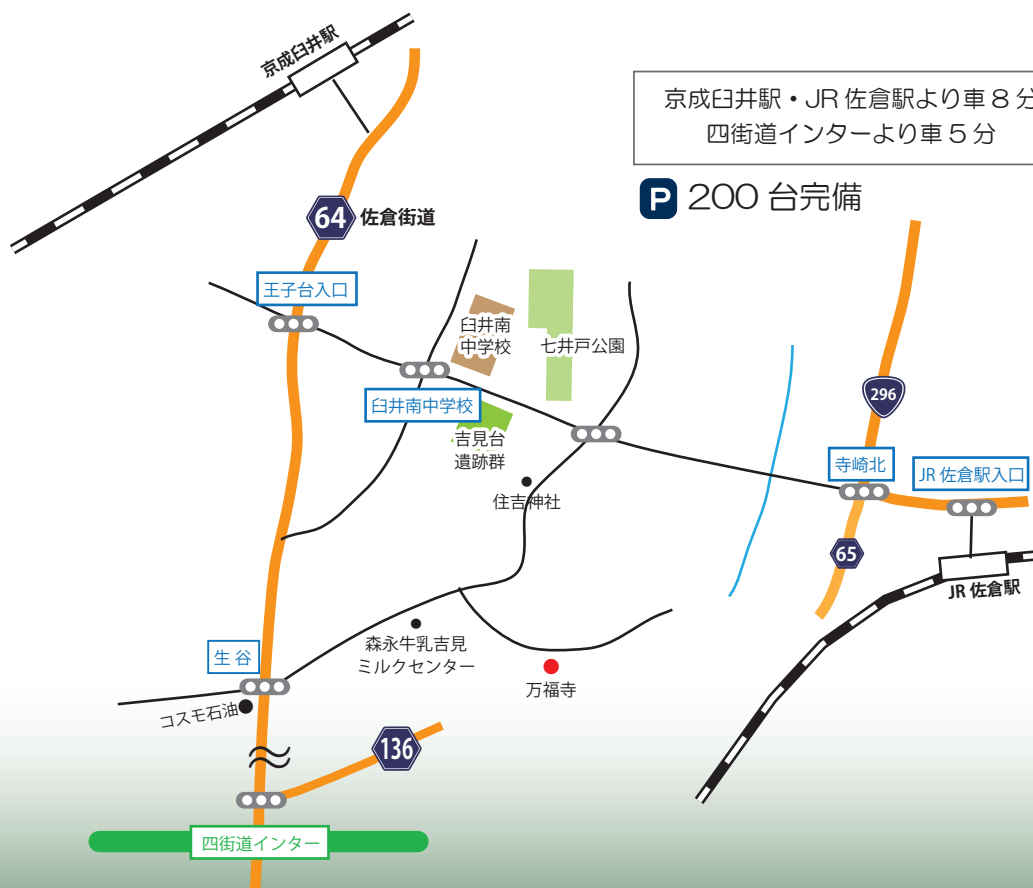 京成臼井駅
京成臼井駅・JR 佐倉駅より車 8 分
四街道インターより車 5 分
P 200 台完備
64 佐倉街道
王子台入口
臼井南
中学校
七井戸公園
臼井南中学校
吉見台
遺跡群
住吉神社
296
寺崎北
JR 佐倉駅入口
65
JR 佐倉駅
生 谷
森永牛乳吉見
ミルクセンター
万福寺
コスモ石油
136
四街道インター